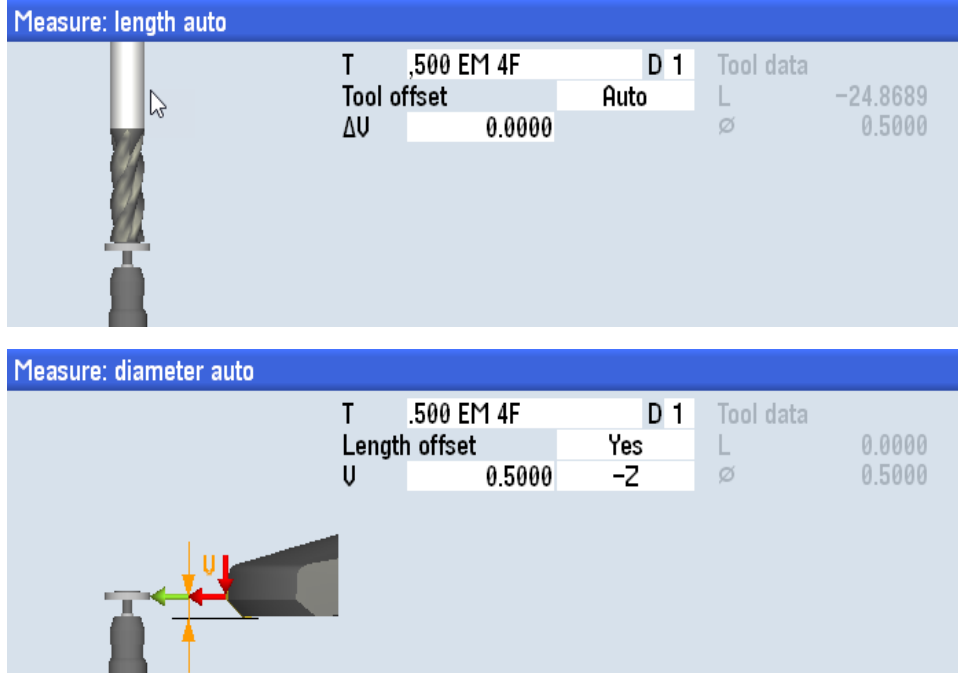 Measure: length auto
T ,500 EM 4F D 1 Tool data
Tool offset Auto L -24.8689
ΔV 0.0000 ø 0.5000
Measure: diameter auto
T .500 EM 4F D 1 Tool data
Length offset Yes L 0.0000
V 0.5000 -Z ø 0.5000
V